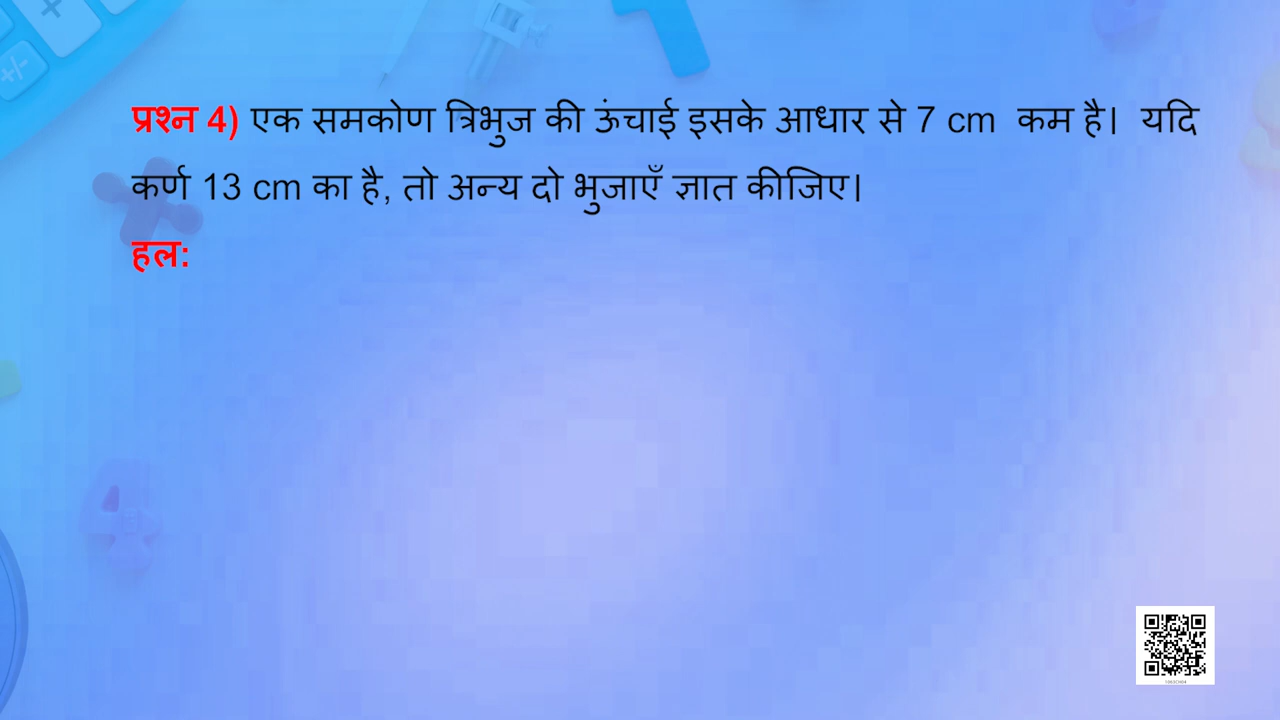 प्रश्न 4) एक समकोण त्रिभुज की ऊंचाई इसके आधार से 7 cm कम है। यदि
कर्ण 13 cm का है, तो अन्य दो भुजाएँ ज्ञात कीजिए।
हल: